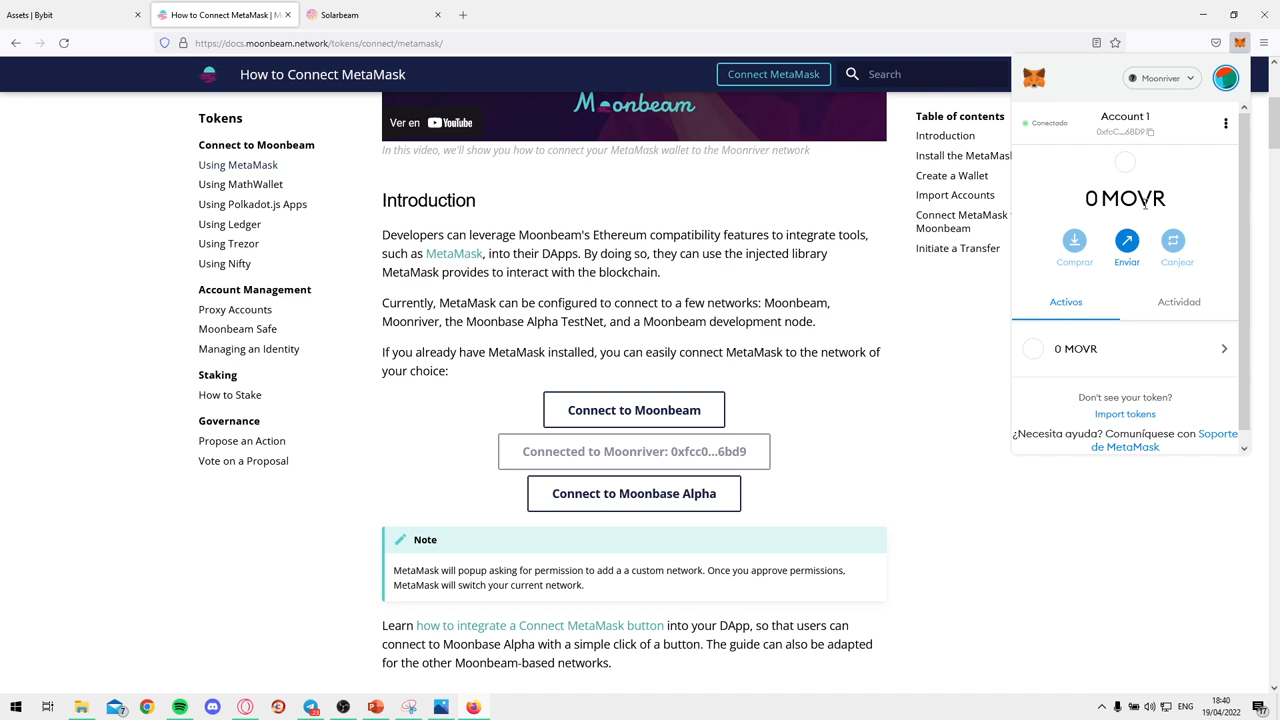 Assets | Bybit
How to Connect MetaMask | M
Solarbeam
https://docs.moonbeam.network/tokens/connect/metamask/
How to Connect MetaMask
Connect MetaMask
Search
Tokens
Connect to Moonbeam
Using MetaMask
Using MathWallet
Using Polkadot.js Apps
Using Ledger
Using Trezor
Using Nifty
Account Management
Proxy Accounts
Moonbeam Safe
Managing an Identity
Staking
How to Stake
Governance
Propose an Action
Vote on a Proposal
Moonbeam
Ver en YouTube
In this video, we'll show you how to connect your MetaMask wallet to the Moonriver network
Introduction
Developers can leverage Moonbeam's Ethereum compatibility features to integrate tools,
such as MetaMask, into their DApps. By doing so, they can use the injected library
MetaMask provides to interact with the blockchain.
Currently, MetaMask can be configured to connect to a few networks: Moonbeam,
Moonriver, the Moonbase Alpha TestNet, and a Moonbeam development node.
If you already have MetaMask installed, you can easily connect MetaMask to the network of
your choice:
Connect to Moonbeam
Connected to Moonriver: 0xfcc0...6bd9
Connect to Moonbase Alpha
Note
MetaMask will popup asking for permission to add a a custom network. Once you approve permissions,
MetaMask will switch your current network.
Learn how to integrate a Connect MetaMask button into your DApp, so that users can
connect to Moonbase Alpha with a simple click of a button. The guide can also be adapted
for the other Moonbeam-based networks.
Table of contents
Introduction
Install the MetaMas
Create a Wallet
Import Accounts
Connect MetaMask
Moonbeam
Initiate a Transfer
Moonriver
Conectado
Account 1
0xfcC...6BD9
0 MOVR
Comprar
Enviar
Canjear
Activos
Actividad
0 MOVR
Don't see your token?
Import tokens
¿Necesita ayuda? Comuníquese con Soporte
de MetaMask
7
ENG
18:40
19/04/2022
17